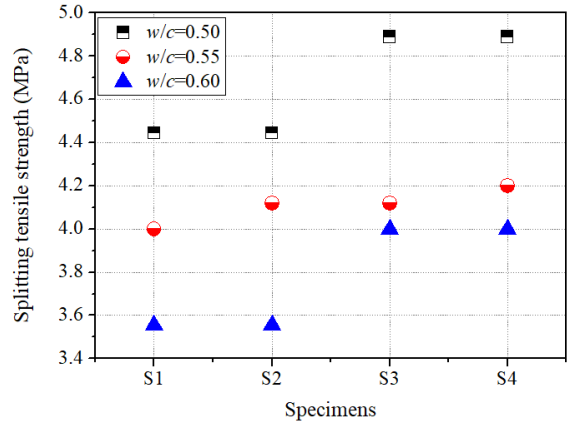 5.0
4.8
4.6
4.4
4.2
4.0
3.8
3.6
3.4
Splitting tensile strength (MPa)
w/c=0.50
w/c=0.55
w/c=0.60
S1 S2 S3 S4
Specimens